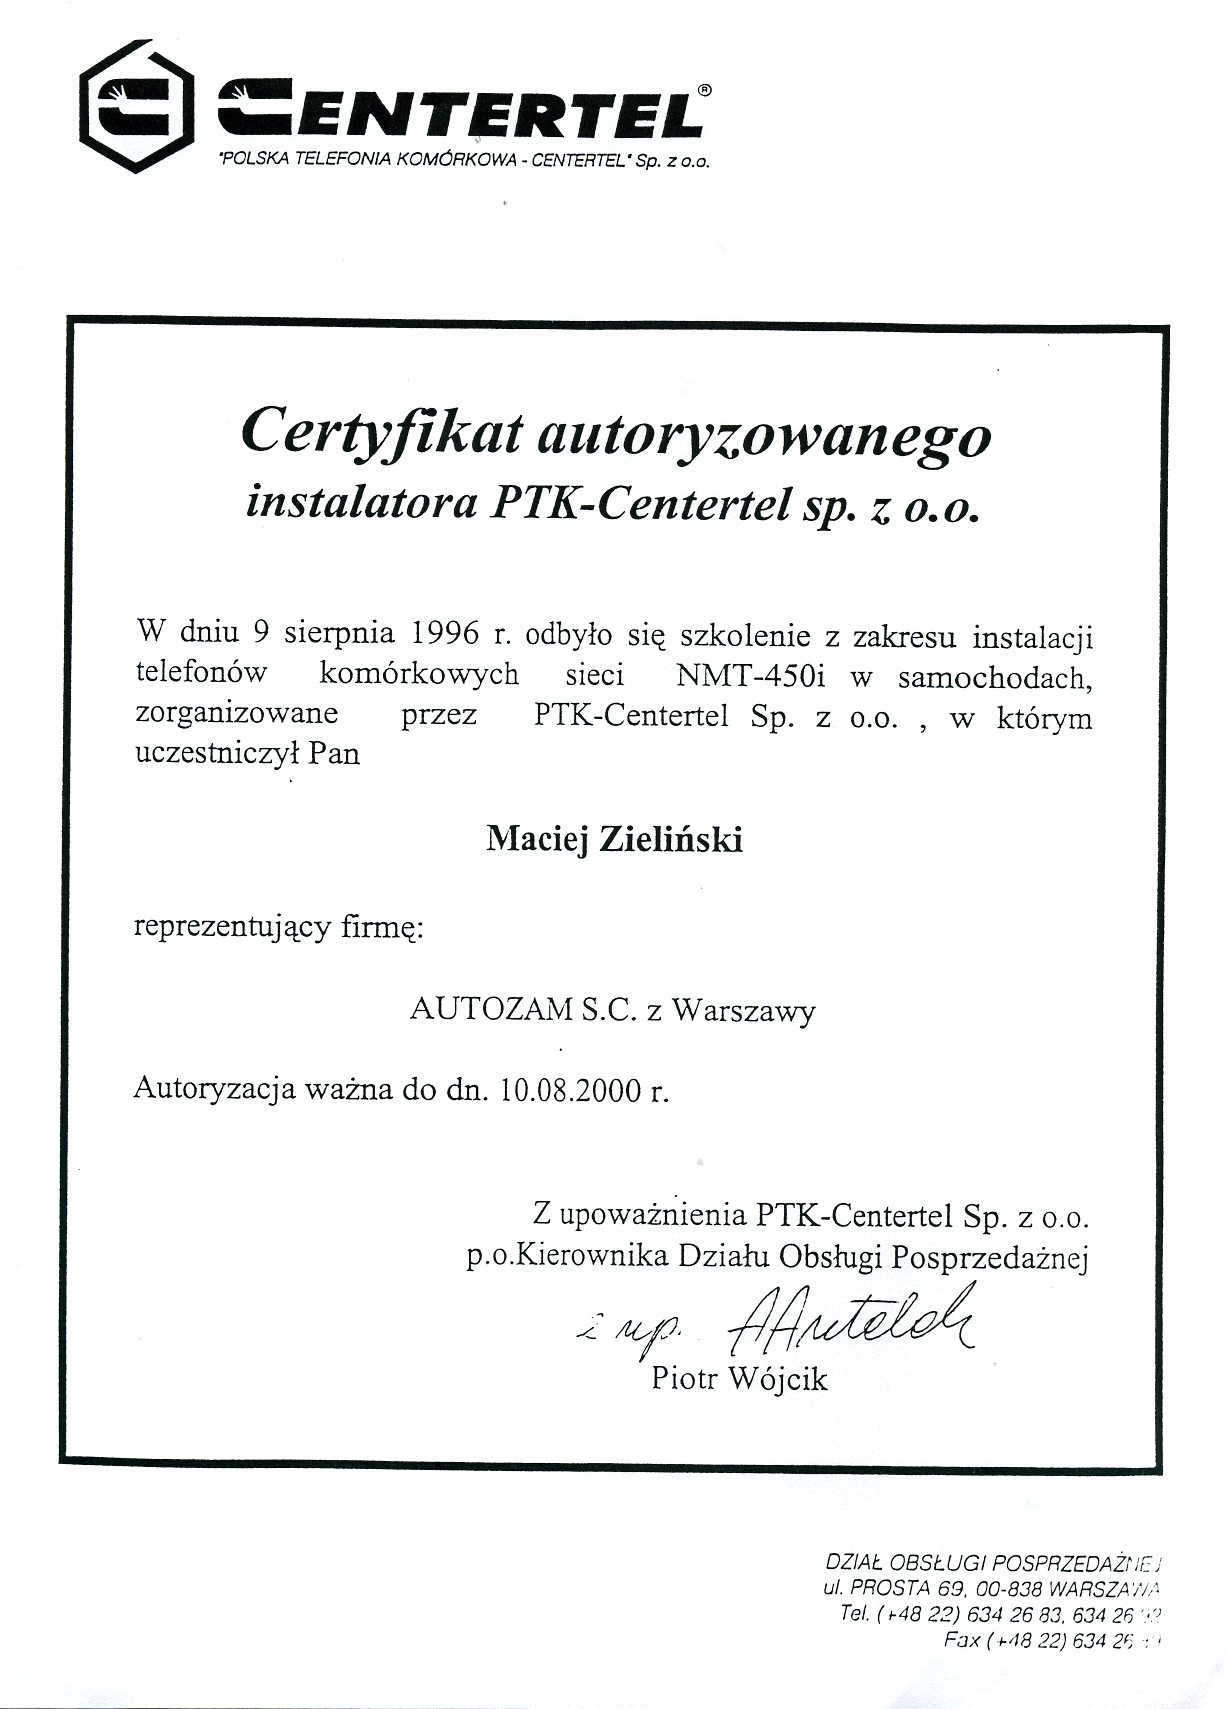 CENTERTEL®
"POLSKA TELEFONIA KOMÓRKOWA - CENTERTEL" Sp. z o.o.
Certyfikat autoryzowanego
instalatora PTK-Centertel sp. z o.o.
W dniu 9 sierpnia 1996 r. odbyło się szkolenie z zakresu instalacji
telefonów komórkowych sieci NMT-450i w samochodach,
zorganizowane przez PTK-Centertel Sp. z o.o. , w którym
uczestniczył Pan
Maciej Zieliński
reprezentujący firmę:
AUTOZAM S.C. z Warszawy
Autoryzacja ważna do dn. 10.08.2000 r.
Z upoważnienia PTK-Centertel Sp. z o.o.
p.o.Kierownika Działu Obsługi Posprzedażnej
z up.
Piotr Wójcik
DZIAŁ OBSŁUGI POSPRZEDAŻNEJ
ul. PROSTA 69, 00-838 WARSZAWA
Tel. (+48 22) 634 26 83, 634 26
Fax (+48 22) 634 26